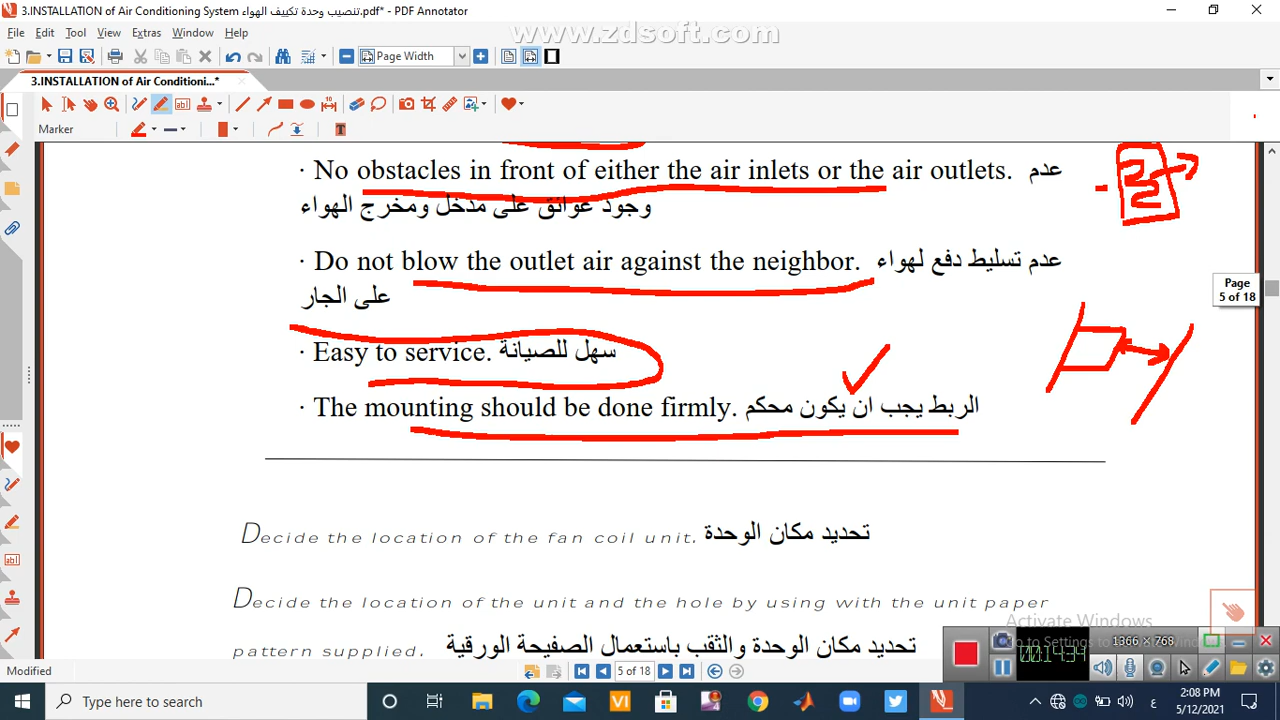 3.INSTALLATION of Air Conditioning System تنصيب وحدة تكييف الهواء.pdf* - PDF Annotator
www.zdsoft.com
File Edit Tool View Extras Window Help
Page Width
3.INSTALLATION of Air Conditioni...*
Marker
· No obstacles in front of either the air inlets or the air outlets. عدم
وجود عوائق على مدخل ومخرج الهواء
· Do not blow the outlet air against the neighbor. عدم تسليط دفع لهواء
على الجار
Page
5 of 18
· Easy to service. سهل للصيانة
· The mounting should be done firmly. الربط يجب ان يكون محكم
Decide the location of the fan coil unit. تحديد مكان الوحدة
Decide the location of the unit and the hole by using with the unit paper
Activate Windows
Go to Settings to activate Windows
pattern supplied. تحديد مكان الوحدة والثقب باستعمال الصفيحة الورقية
1366 × 768
00:14:34
Modified
5 of 18
Type here to search
ع
2:08 PM
5/12/2021